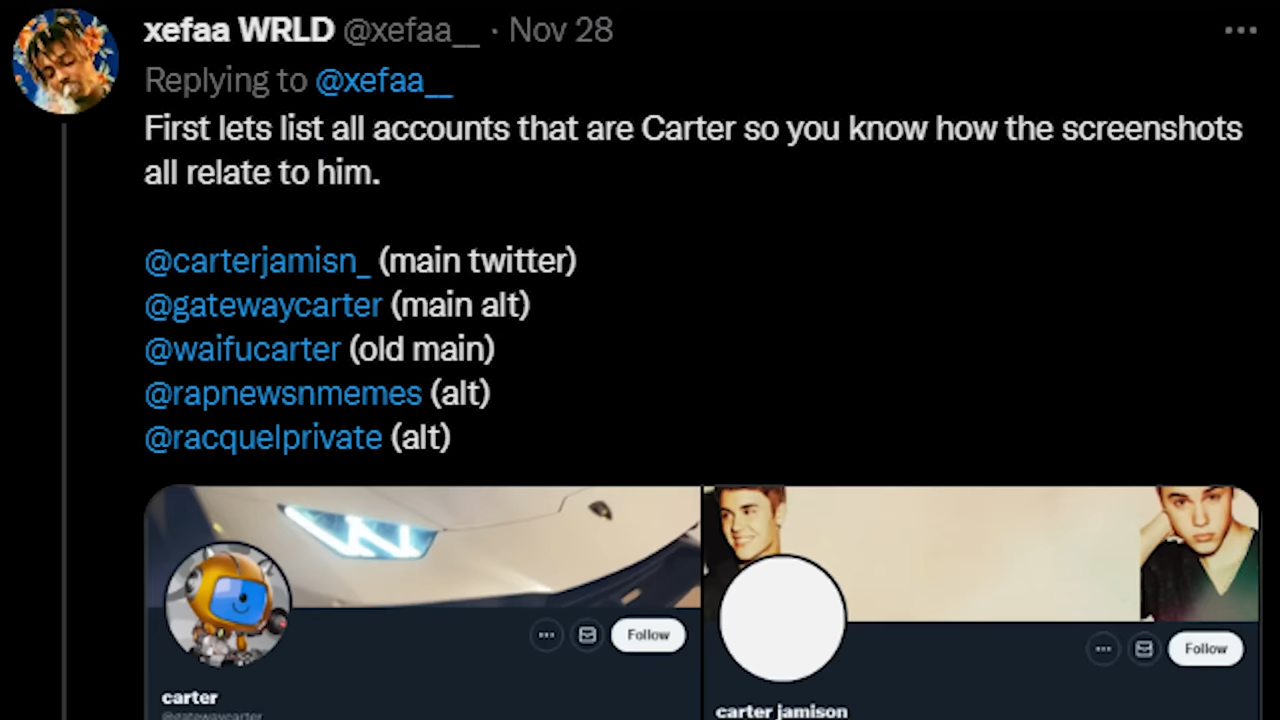 xefaa WRLD @xefaa__ · Nov 28
Replying to @xefaa__
First lets list all accounts that are Carter so you know how the screenshots
all relate to him.
@carterjamisn_ (main twitter)
@gatewaycarter (main alt)
@waifucarter (old main)
@rapnewsnmemes (alt)
@racquelprivate (alt)
Follow
Follow
carter
@gatewaycarter
carter jamison